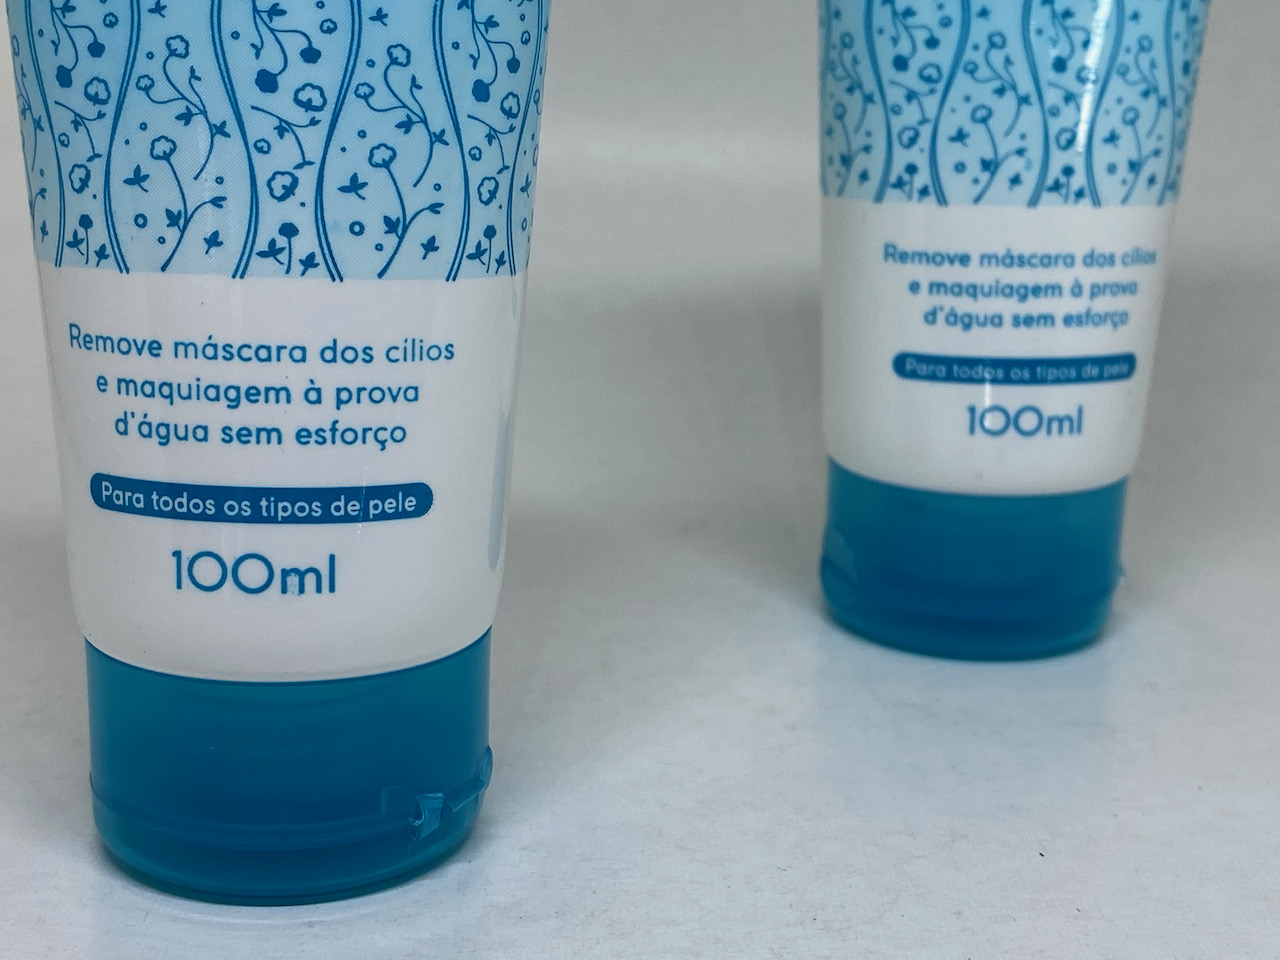 Remove máscara dos cílios
e maquiagem à prova
d'água sem esforço
Para todos os tipos de pele
100ml
Remove máscara dos cílios
e maquiagem à prova
d'água sem esforço
Para todos os tipos de pele
100ml